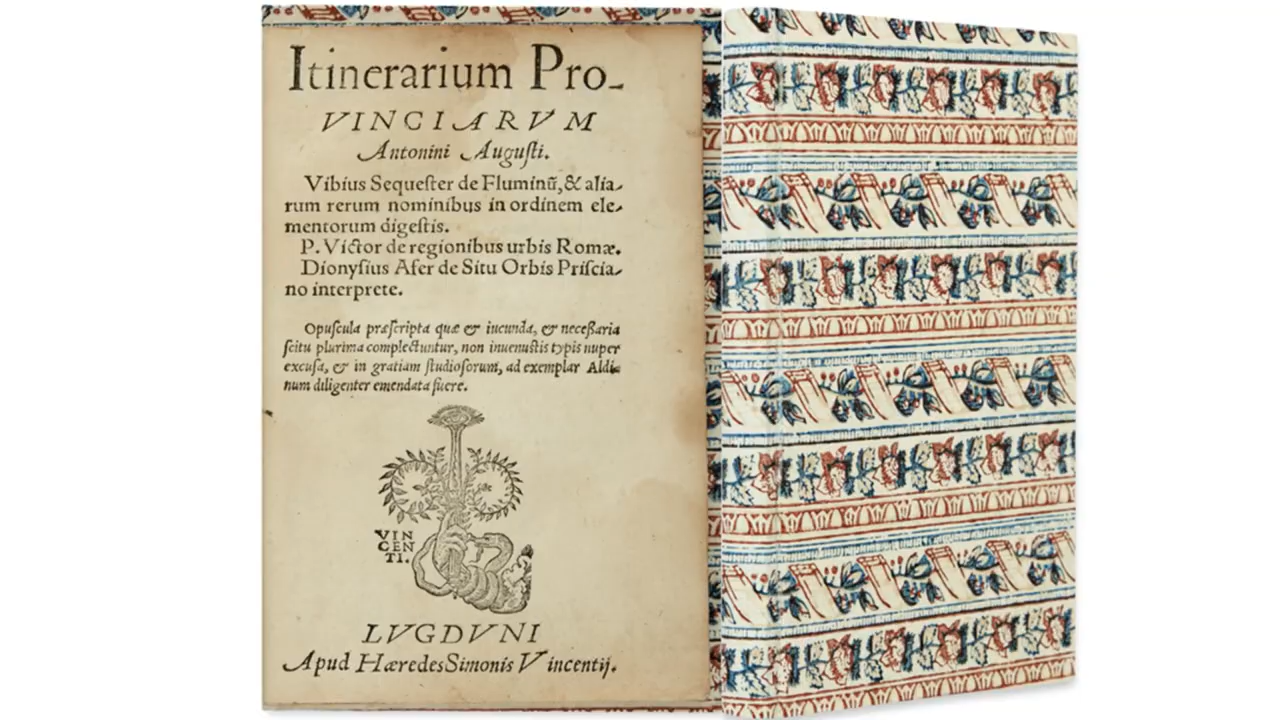 Itinerarium Pro-
VINCIARVM
Antonini Augusti.
Vibius Sequeſter de Fluminũ, & alia-
rum rerum nominibus in ordinem ele-
mentorum digeſtis.
P. Victor de regionibus urbis Romæ.
Dionyſius Afer de Situ Orbis Priſcia-
no interprete.
Opuſcula præſcripta quæ & iucunda, & neceßaria
ſcitu plurima complectuntur, non inuenuſtis typis nuper
excuſa, & in gratiam ſtudioſorum, ad exemplar Aldi-
num diligenter emendata fuere.
VIN
CEN
TI.
LVGDVNI
Apud Hæredes Simonis Vincentij.